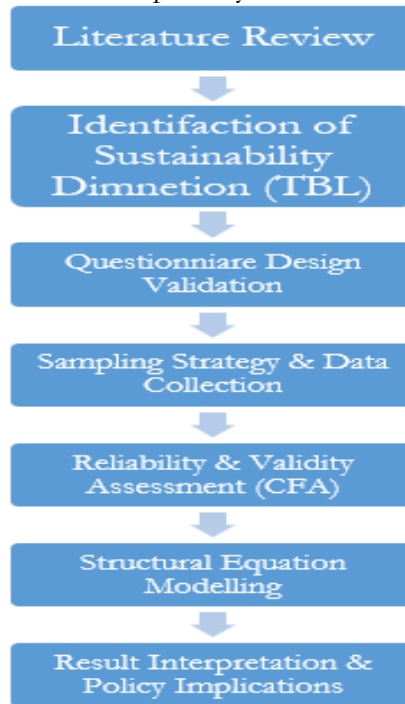 Literature Review
Identifaction of
Sustainability
Dimnetion (TBL)
Questionniare Design
Validation
Sampling Strategy & Data
Collection
Reliability & Validity
Assessment (CFA)
Structural Equation
Modelling
Result Interpretation &
Policy Implications